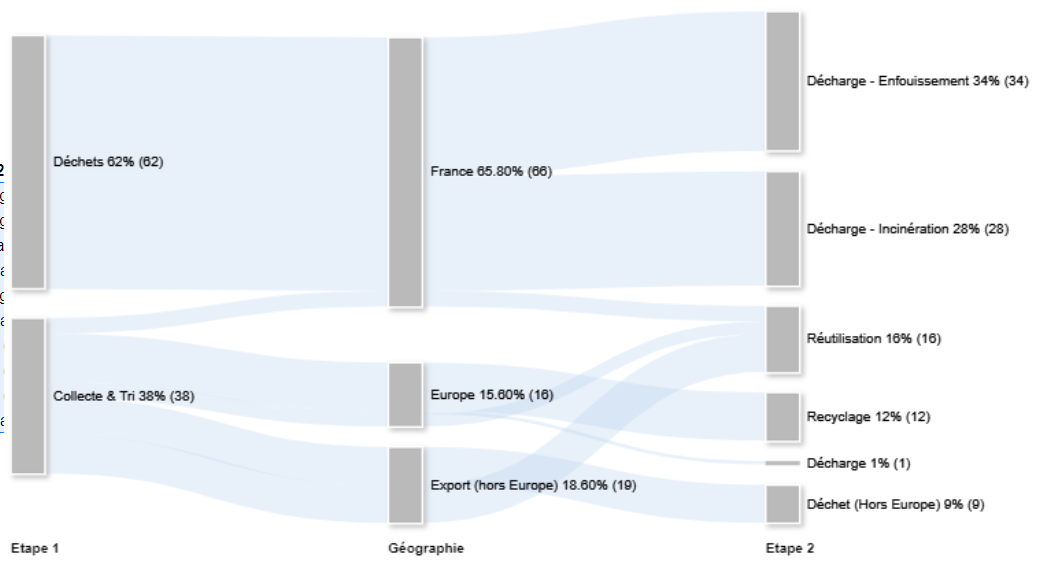 Déchets 62% (62)
Collecte & Tri 38% (38)
France 65.80% (66)
Europe 15.60% (16)
Export (hors Europe) 18.60% (19)
Décharge - Enfouissement 34% (34)
Décharge - Incinération 28% (28)
Réutilisation 16% (16)
Recyclage 12% (12)
Décharge 1% (1)
Déchet (Hors Europe) 9% (9)
Etape 1
Géographie
Etape 2